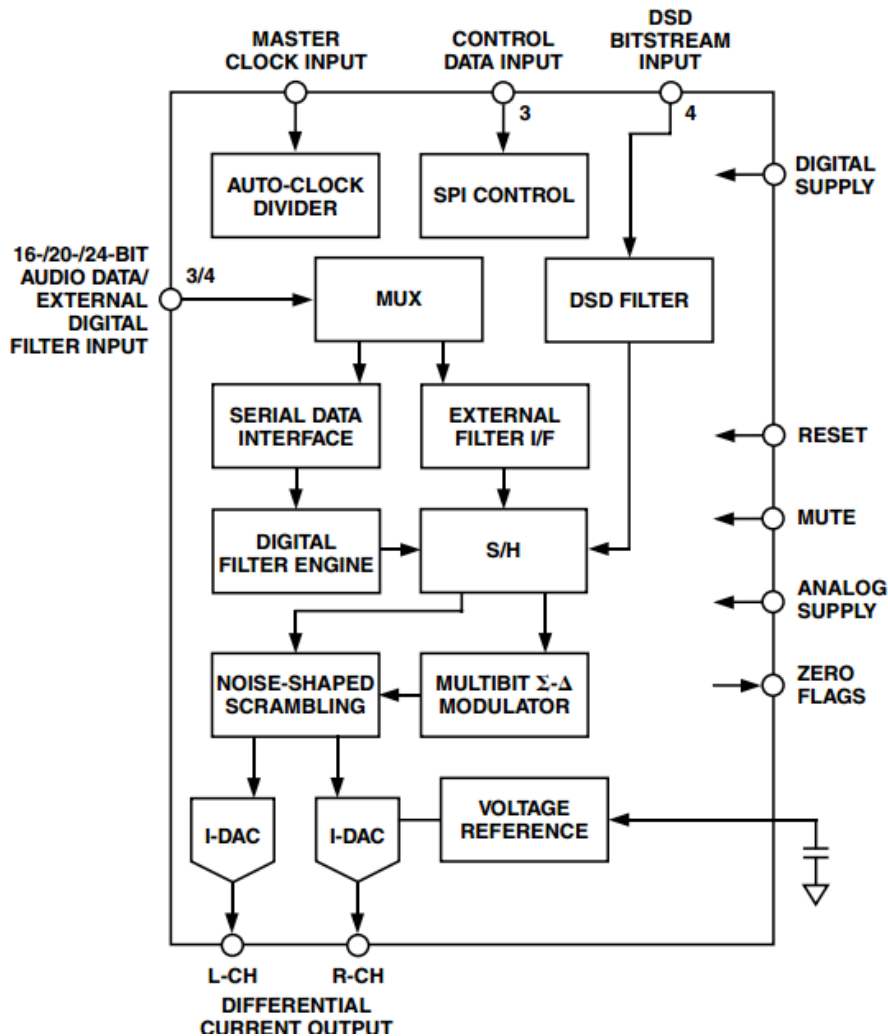 MASTER
CLOCK INPUT
CONTROL
DATA INPUT
DSD
BITSTREAM
INPUT
3
4
AUTO-CLOCK
DIVIDER
SPI CONTROL
DIGITAL
SUPPLY
16-/20-/24-BIT
AUDIO DATA/
EXTERNAL
DIGITAL
FILTER INPUT
3/4
MUX
DSD FILTER
SERIAL DATA
INTERFACE
EXTERNAL
FILTER I/F
RESET
DIGITAL
FILTER ENGINE
S/H
MUTE
ANALOG
SUPPLY
NOISE-SHAPED
SCRAMBLING
MULTIBIT Σ-Δ
MODULATOR
ZERO
FLAGS
I-DAC
I-DAC
VOLTAGE
REFERENCE
L-CH
R-CH
DIFFERENTIAL
CURRENT OUTPUT